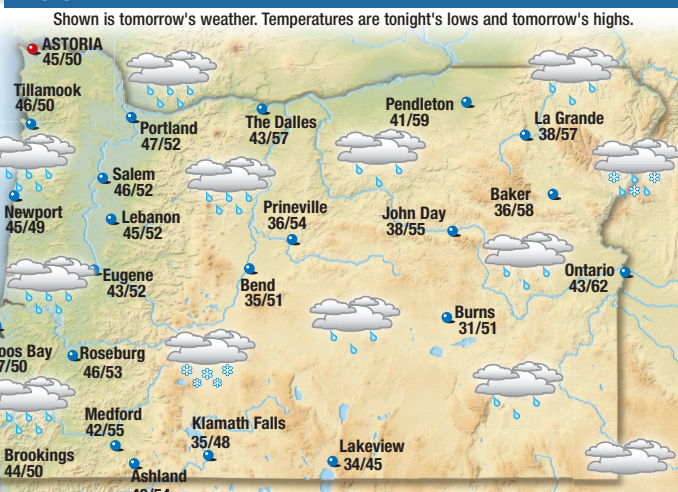 Shown is tomorrow's weather. Temperatures are tonight's lows and tomorrow's highs.
ASTORIA
45/50
Tillamook
46/50
Portland
47/52
The Dalles
43/57
Pendleton
41/59
La Grande
38/57
Salem
46/52
Newport
45/49
Lebanon
45/52
Prineville
36/54
John Day
38/55
Baker
36/58
Eugene
43/52
Bend
35/51
Ontario
43/62
Burns
31/51
oos Bay
7/50
Roseburg
46/53
Medford
42/55
Klamath Falls
35/48
Lakeview
34/45
Brookings
44/50
Ashland